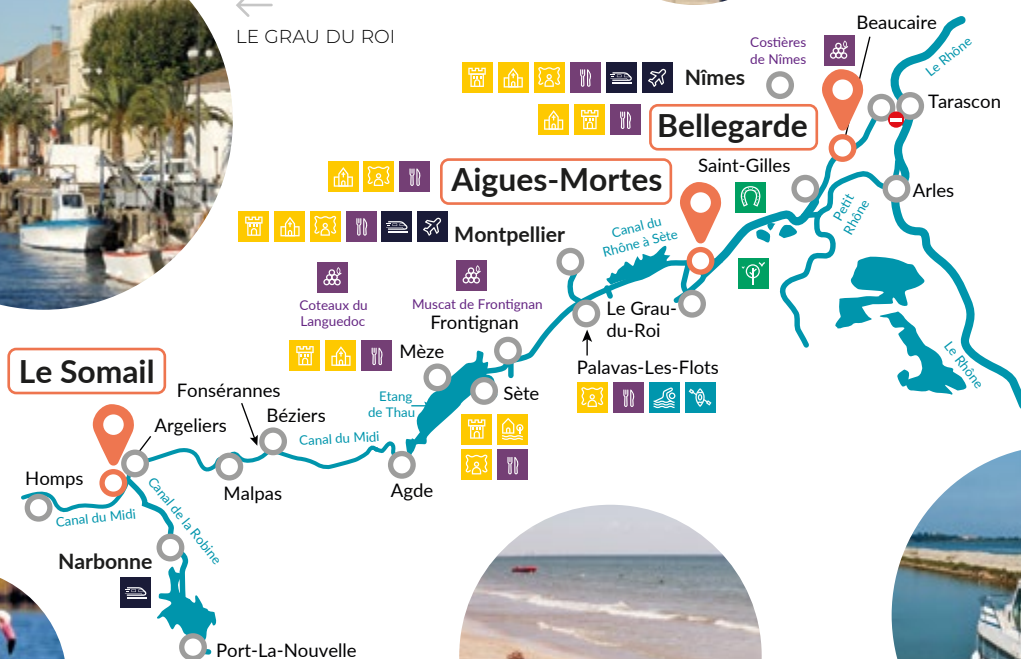 LE GRAU DU ROI
Beaucaire
Costières
de Nîmes
Le Rhône
Nîmes
Tarascon
Bellegarde
Saint-Gilles
Aigues-Mortes
Arles
Petit
Rhône
Canal du
Rhône à Sète
Montpellier
Coteaux du
Languedoc
Muscat de Frontignan
Frontignan
Le Grau-
du-Roi
Mèze
Le Rhône
Palavas-Les-Flots
Le Somail
Fonsérannes
Etang
de Thau
Sète
Béziers
Argeliers
Canal du Midi
Homps
Malpas
Agde
Canal du Midi
Canal de la Robine
Narbonne
Port-La-Nouvelle